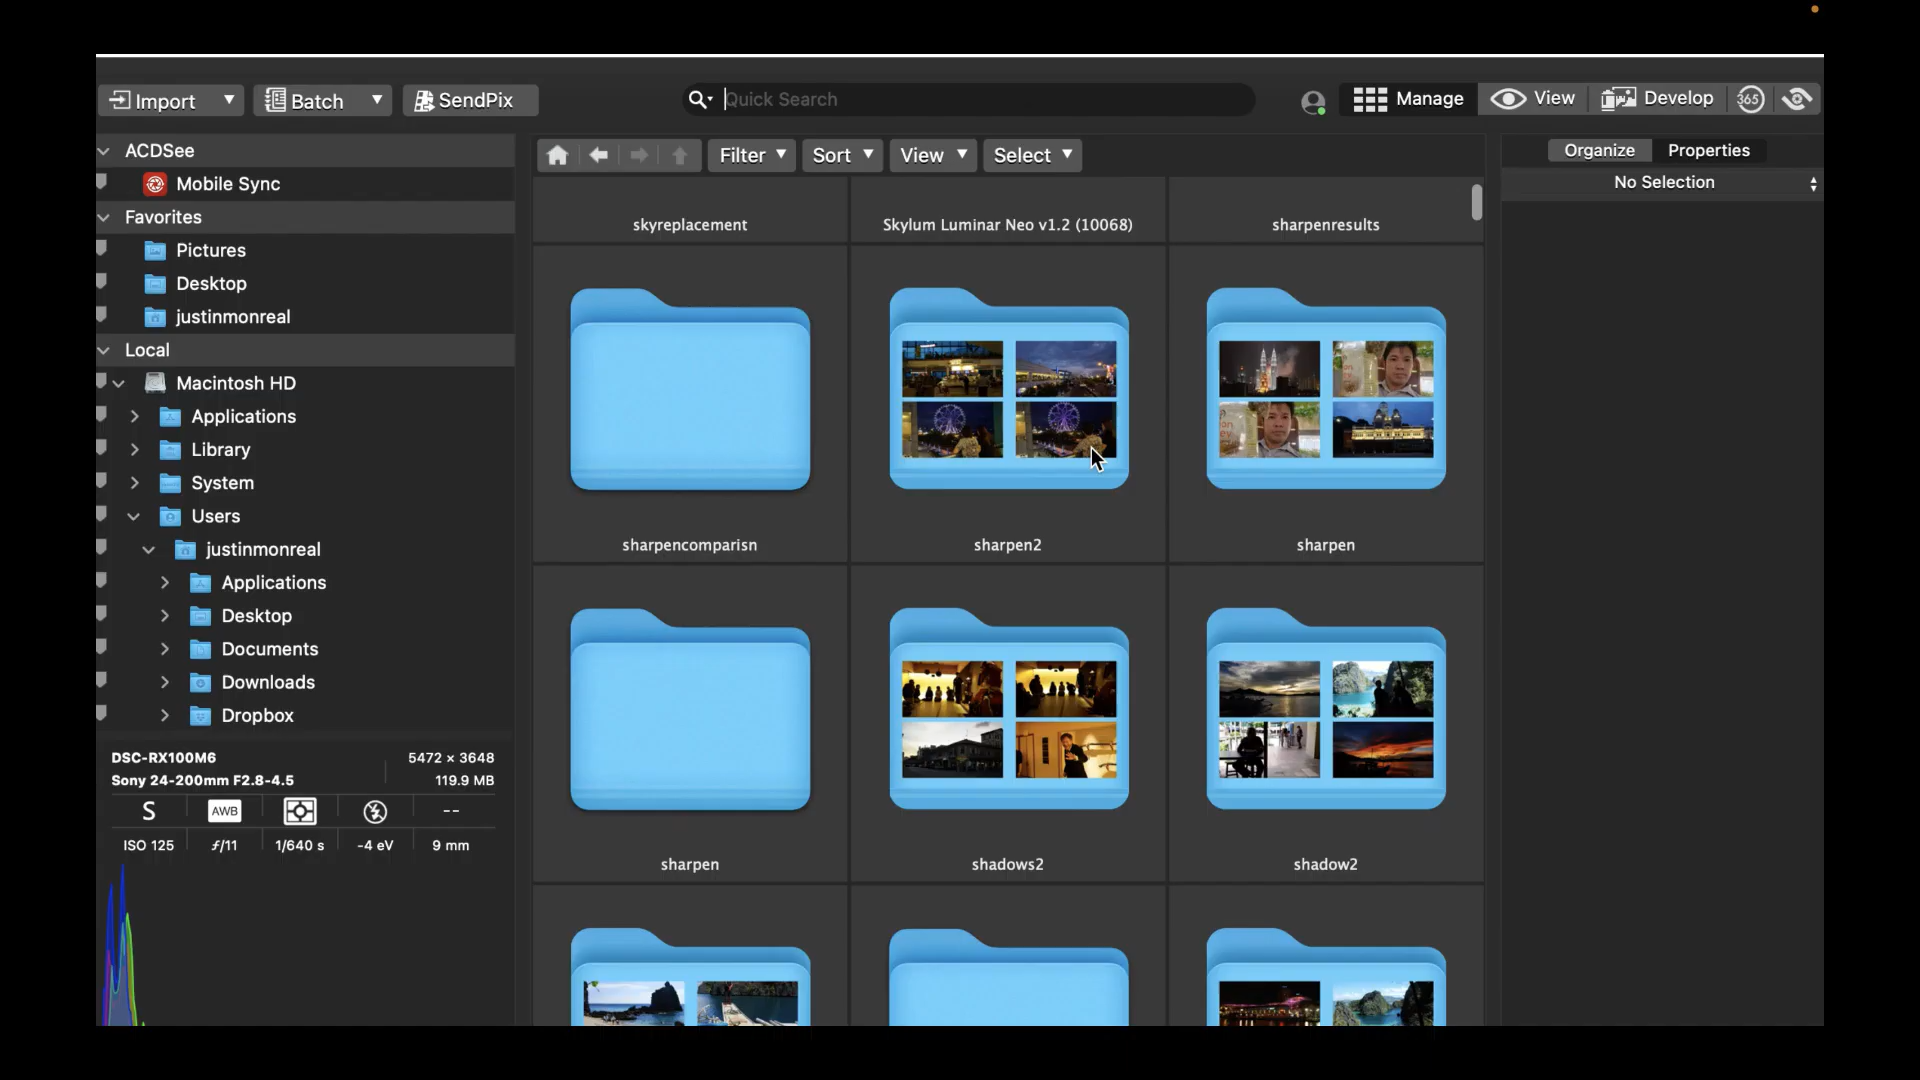 Import
Batch
SendPix
Quick Search
Manage
View
Develop
365
ACDSee
Mobile Sync
Favorites
Pictures
Desktop
justinmonreal
Local
Macintosh HD
Applications
Library
System
Users
justinmonreal
Applications
Desktop
Documents
Downloads
Dropbox
DSC-RX100M6 5472 × 3648
Sony 24-200mm F2.8-4.5 119.9 MB
S AWB --
ISO 125 ƒ/11 1/640 s -4 eV 9 mm
Filter Sort View Select
skyreplacement Skylum Luminar Neo v1.2 (10068) sharpenresults
sharpencomparisn sharpen2 sharpen
sharpen shadows2 shadow2
Organize Properties
No Selection